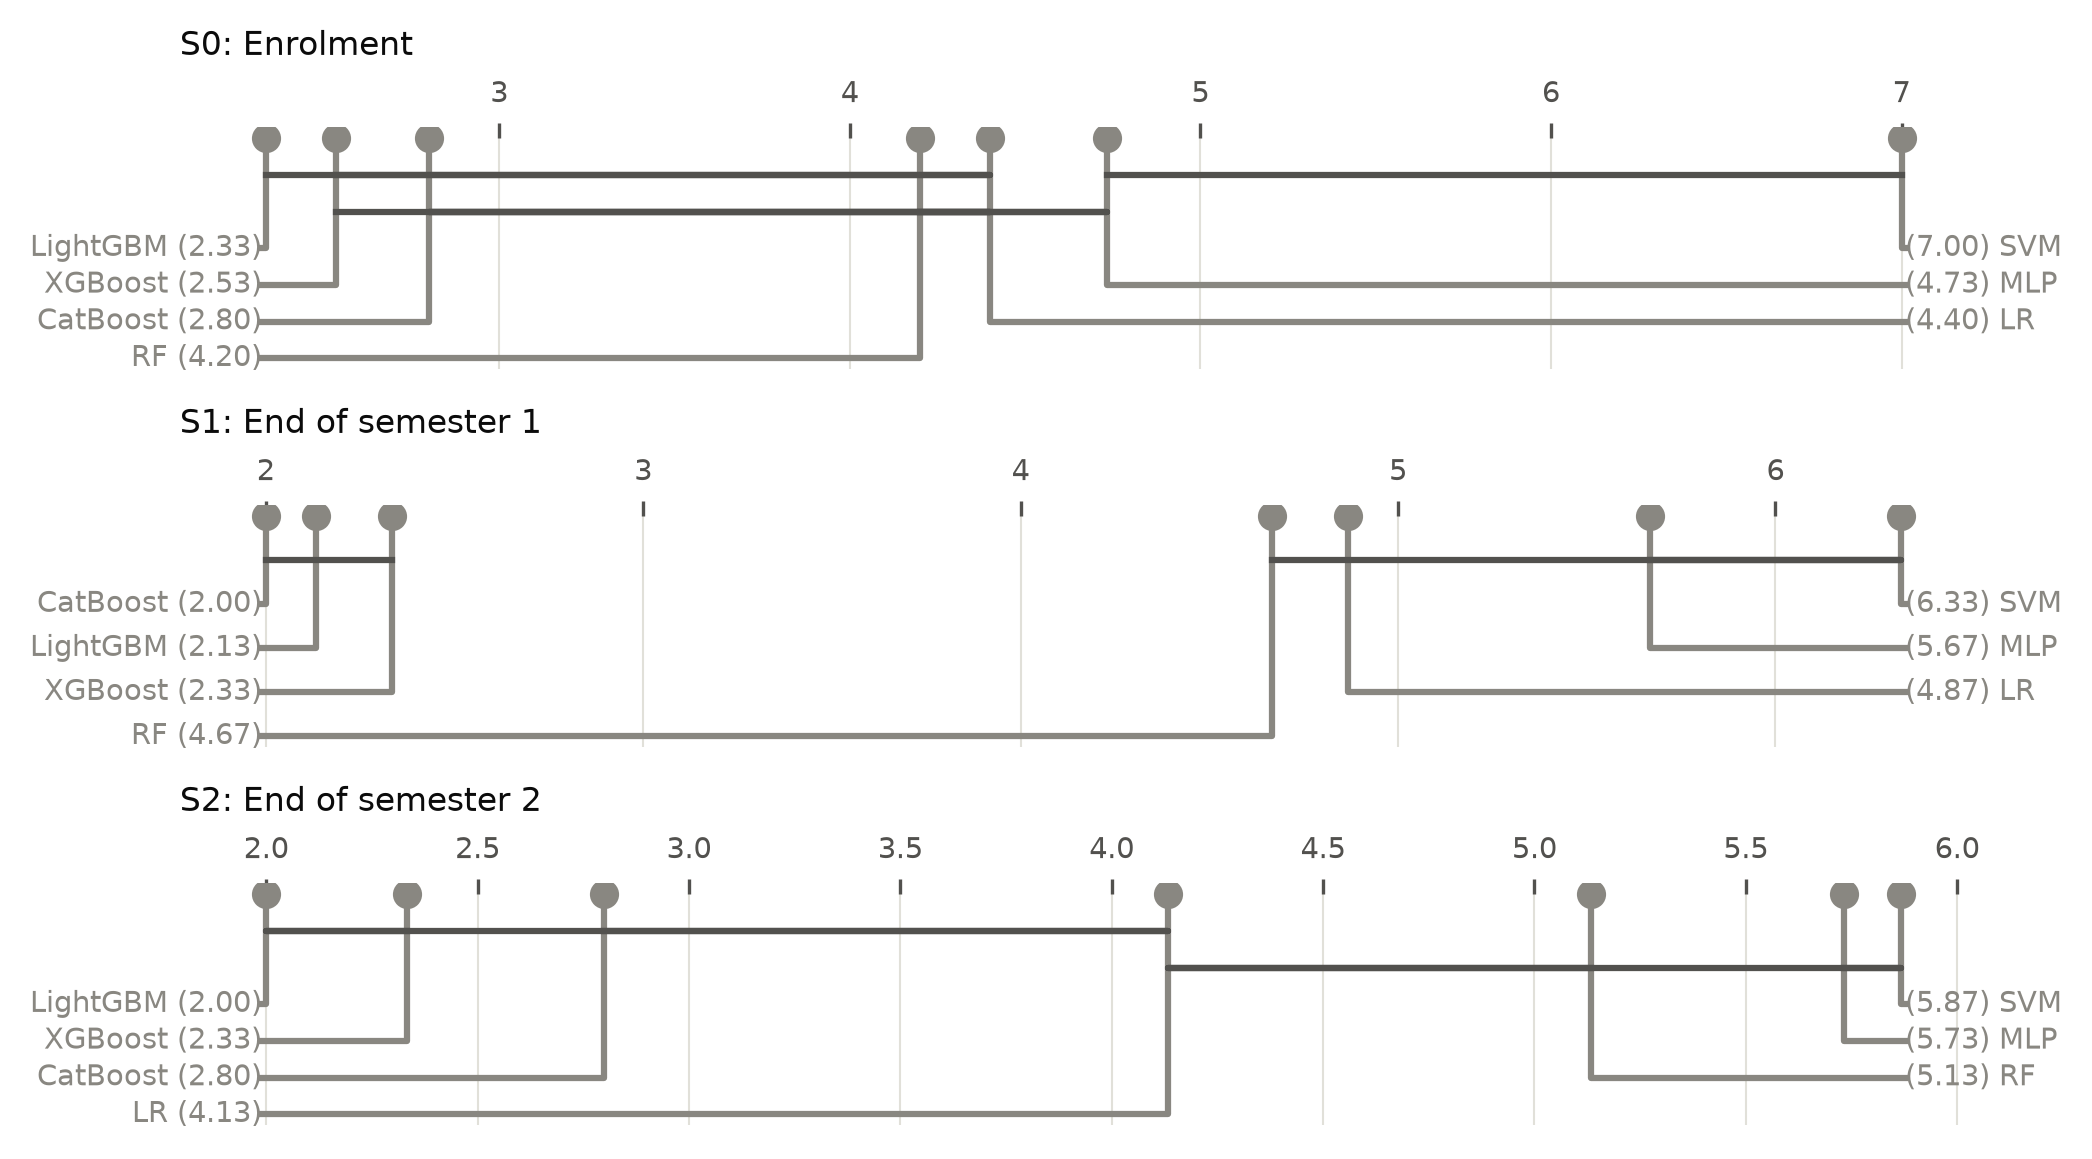 S0: Enrolment
3 4 5 6 7
LightGBM (2.33) (7.00) SVM
XGBoost (2.53) (4.73) MLP
CatBoost (2.80) (4.40) LR
RF (4.20)
S1: End of semester 1
2 3 4 5 6
CatBoost (2.00) (6.33) SVM
LightGBM (2.13) (5.67) MLP
XGBoost (2.33) (4.87) LR
RF (4.67)
S2: End of semester 2
2.0 2.5 3.0 3.5 4.0 4.5 5.0 5.5 6.0
LightGBM (2.00) (5.87) SVM
XGBoost (2.33) (5.73) MLP
CatBoost (2.80) (5.13) RF
LR (4.13)